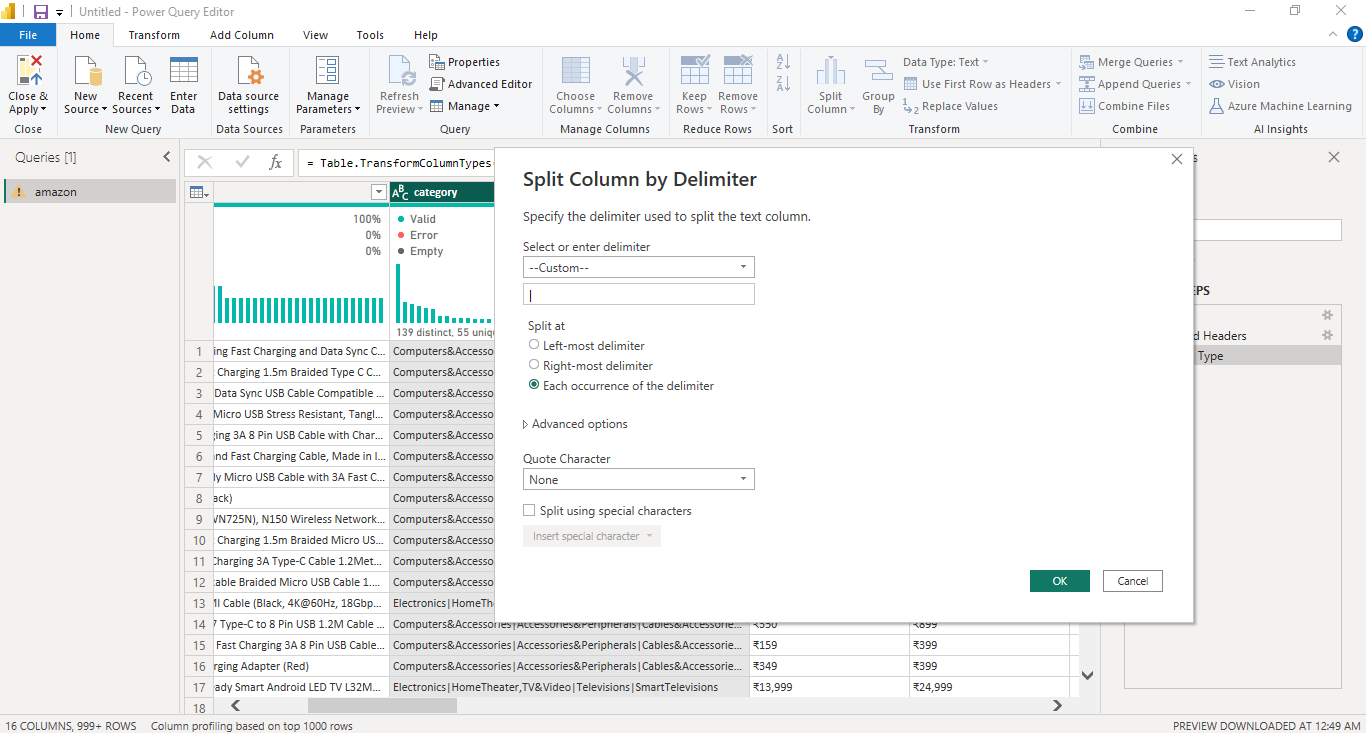 Untitled - Power Query Editor
File Home Transform Add Column View Tools Help
Close & Apply
New Source
Recent Sources
Enter Data
Data source settings
Manage Parameters
Refresh Preview
Properties
Advanced Editor
Manage
Choose Columns
Remove Columns
Keep Rows
Remove Rows
Split Column
Group By
Data Type: Text
Use First Row as Headers
Replace Values
Merge Queries
Append Queries
Combine Files
Text Analytics
Vision
Azure Machine Learning
Close New Query Data Sources Parameters Query Manage Columns Reduce Rows Sort Transform Combine AI Insights
Queries [1]
amazon
fx = Table.TransformColumnTypes
ABC category
100%
0%
0%
Valid
Error
Empty
139 distinct, 55 uniq
1 ing Fast Charging and Data Sync C... Computers&Accesso
2 Charging 1.5m Braided Type C C... Computers&Accesso
3 Data Sync USB Cable Compatible ... Computers&Accesso
4 Micro USB Stress Resistant, Tangl... Computers&Accesso
5 ging 3A 8 Pin USB Cable with Char... Computers&Accesso
6 and Fast Charging Cable, Made in I... Computers&Accesso
7 ly Micro USB Cable with 3A Fast C... Computers&Accesso
8 ack) Computers&Accesso
9 WN725N), N150 Wireless Network... Computers&Accesso
10 Charging 1.5m Braided Micro US... Computers&Accesso
11 Charging 3A Type-C Cable 1.2Met... Computers&Accesso
12 cable Braided Micro USB Cable 1.... Computers&Accesso
13 MI Cable (Black, 4K@60Hz, 18Gbp... Electronics|HomeTh
14 7 Type-C to 8 Pin USB 1.2M Cable ... Computers&Accessories|Accessories&Peripherals|Cables&Accessorie... ₹350 ₹899
15 Fast Charging 3A 8 Pin USB Cable... Computers&Accessories|Accessories&Peripherals|Cables&Accessorie... ₹159 ₹399
16 rging Adapter (Red) Computers&Accessories|Accessories&Peripherals|Cables&Accessorie... ₹349 ₹399
17 ady Smart Android LED TV L32M... Electronics|HomeTheater,TV&Video|Televisions|SmartTelevisions ₹13,999 ₹24,999
18
Split Column by Delimiter
Specify the delimiter used to split the text column.
Select or enter delimiter
--Custom--
|
Split at
Left-most delimiter
Right-most delimiter
Each occurrence of the delimiter
Advanced options
Quote Character
None
Split using special characters
Insert special character
OK Cancel
s
EPS
d Headers
Type
16 COLUMNS, 999+ ROWS Column profiling based on top 1000 rows PREVIEW DOWNLOADED AT 12:49 AM